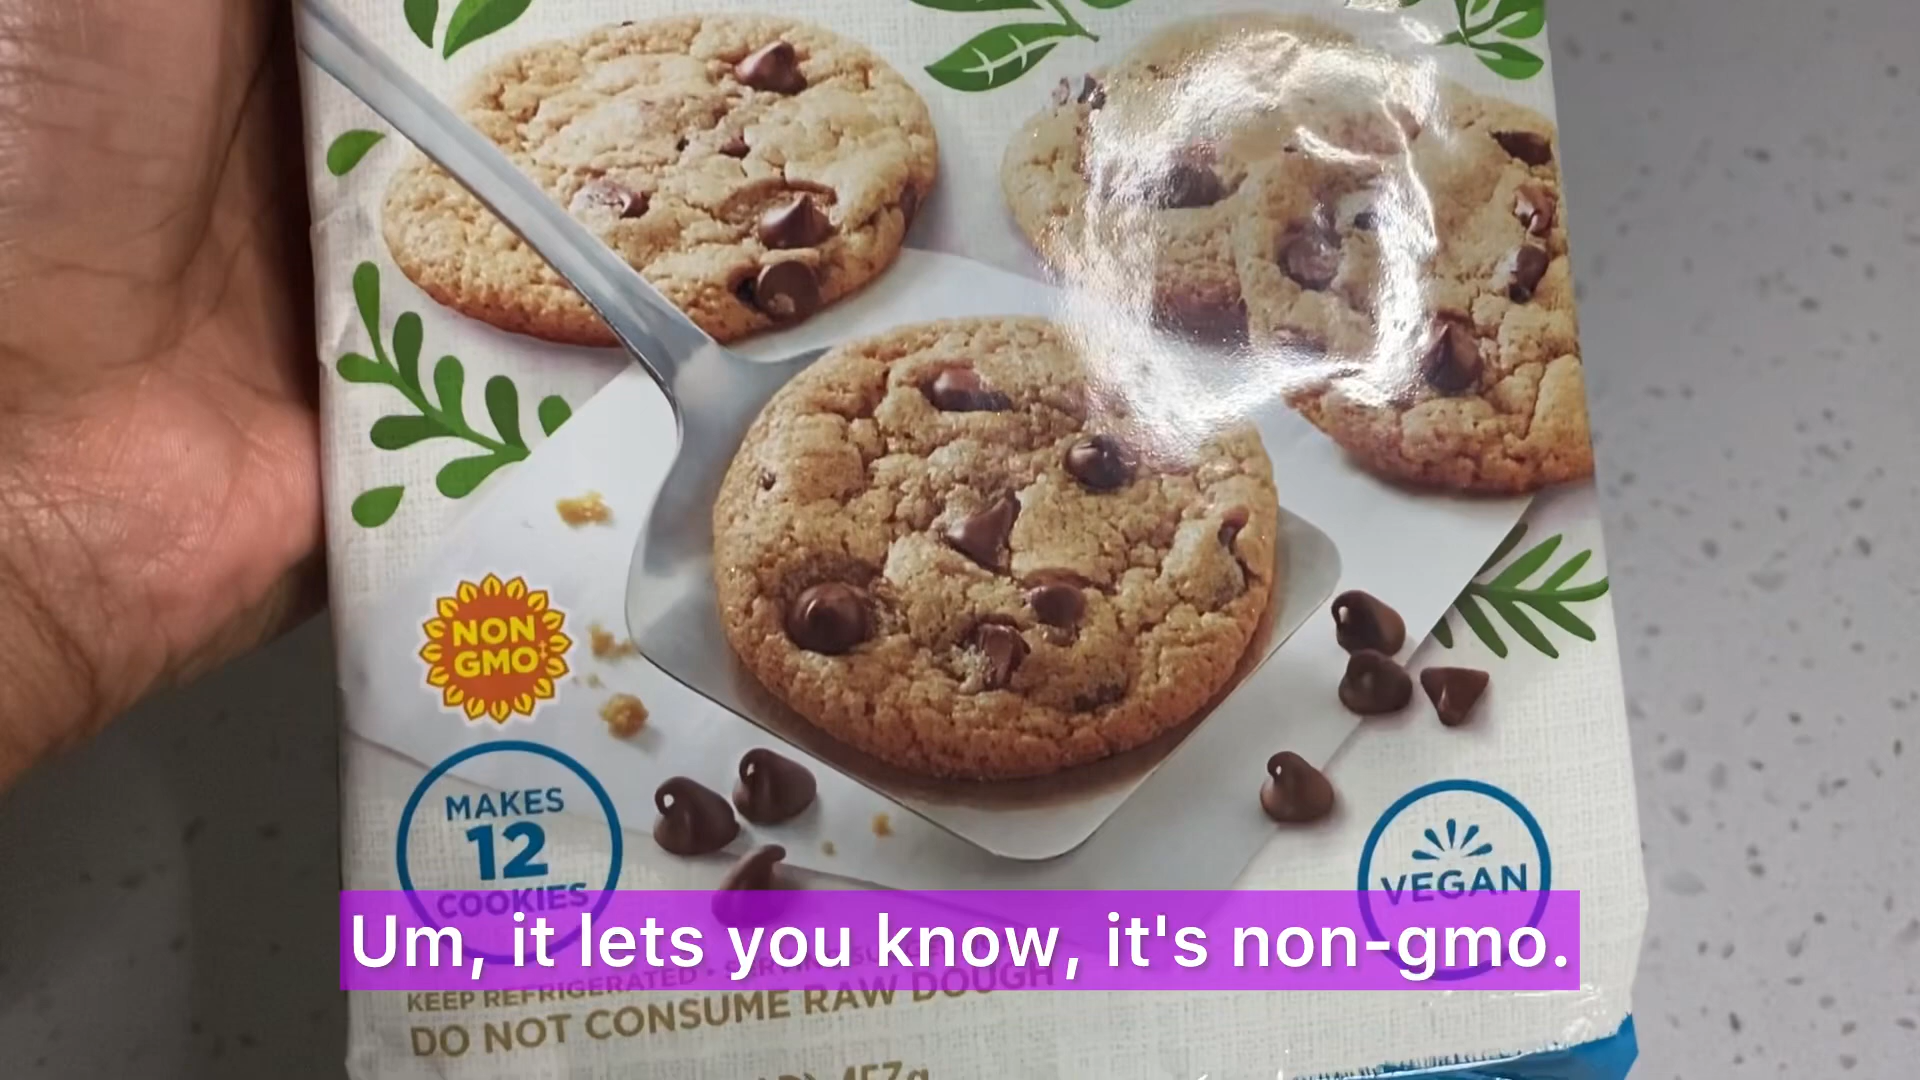 NON
GMO‡
MAKES
12
COOKIES
VEGAN
Um, it lets you know, it's non-gmo.
KEEP REFRIGERATED •
DO NOT CONSUME RAW DOUGH
457g